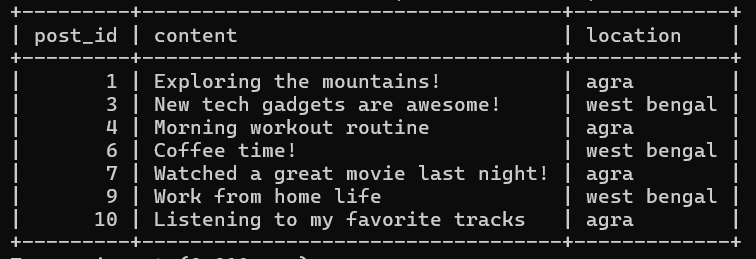 +---------+-----------------------------------+-------------+
| post_id | content                           | location    |
+---------+-----------------------------------+-------------+
|       1 | Exploring the mountains!          | agra        |
|       3 | New tech gadgets are awesome!     | west bengal |
|       4 | Morning workout routine           | agra        |
|       6 | Coffee time!                      | west bengal |
|       7 | Watched a great movie last night! | agra        |
|       9 | Work from home life               | west bengal |
|      10 | Listening to my favorite tracks   | agra        |
+---------+-----------------------------------+-------------+